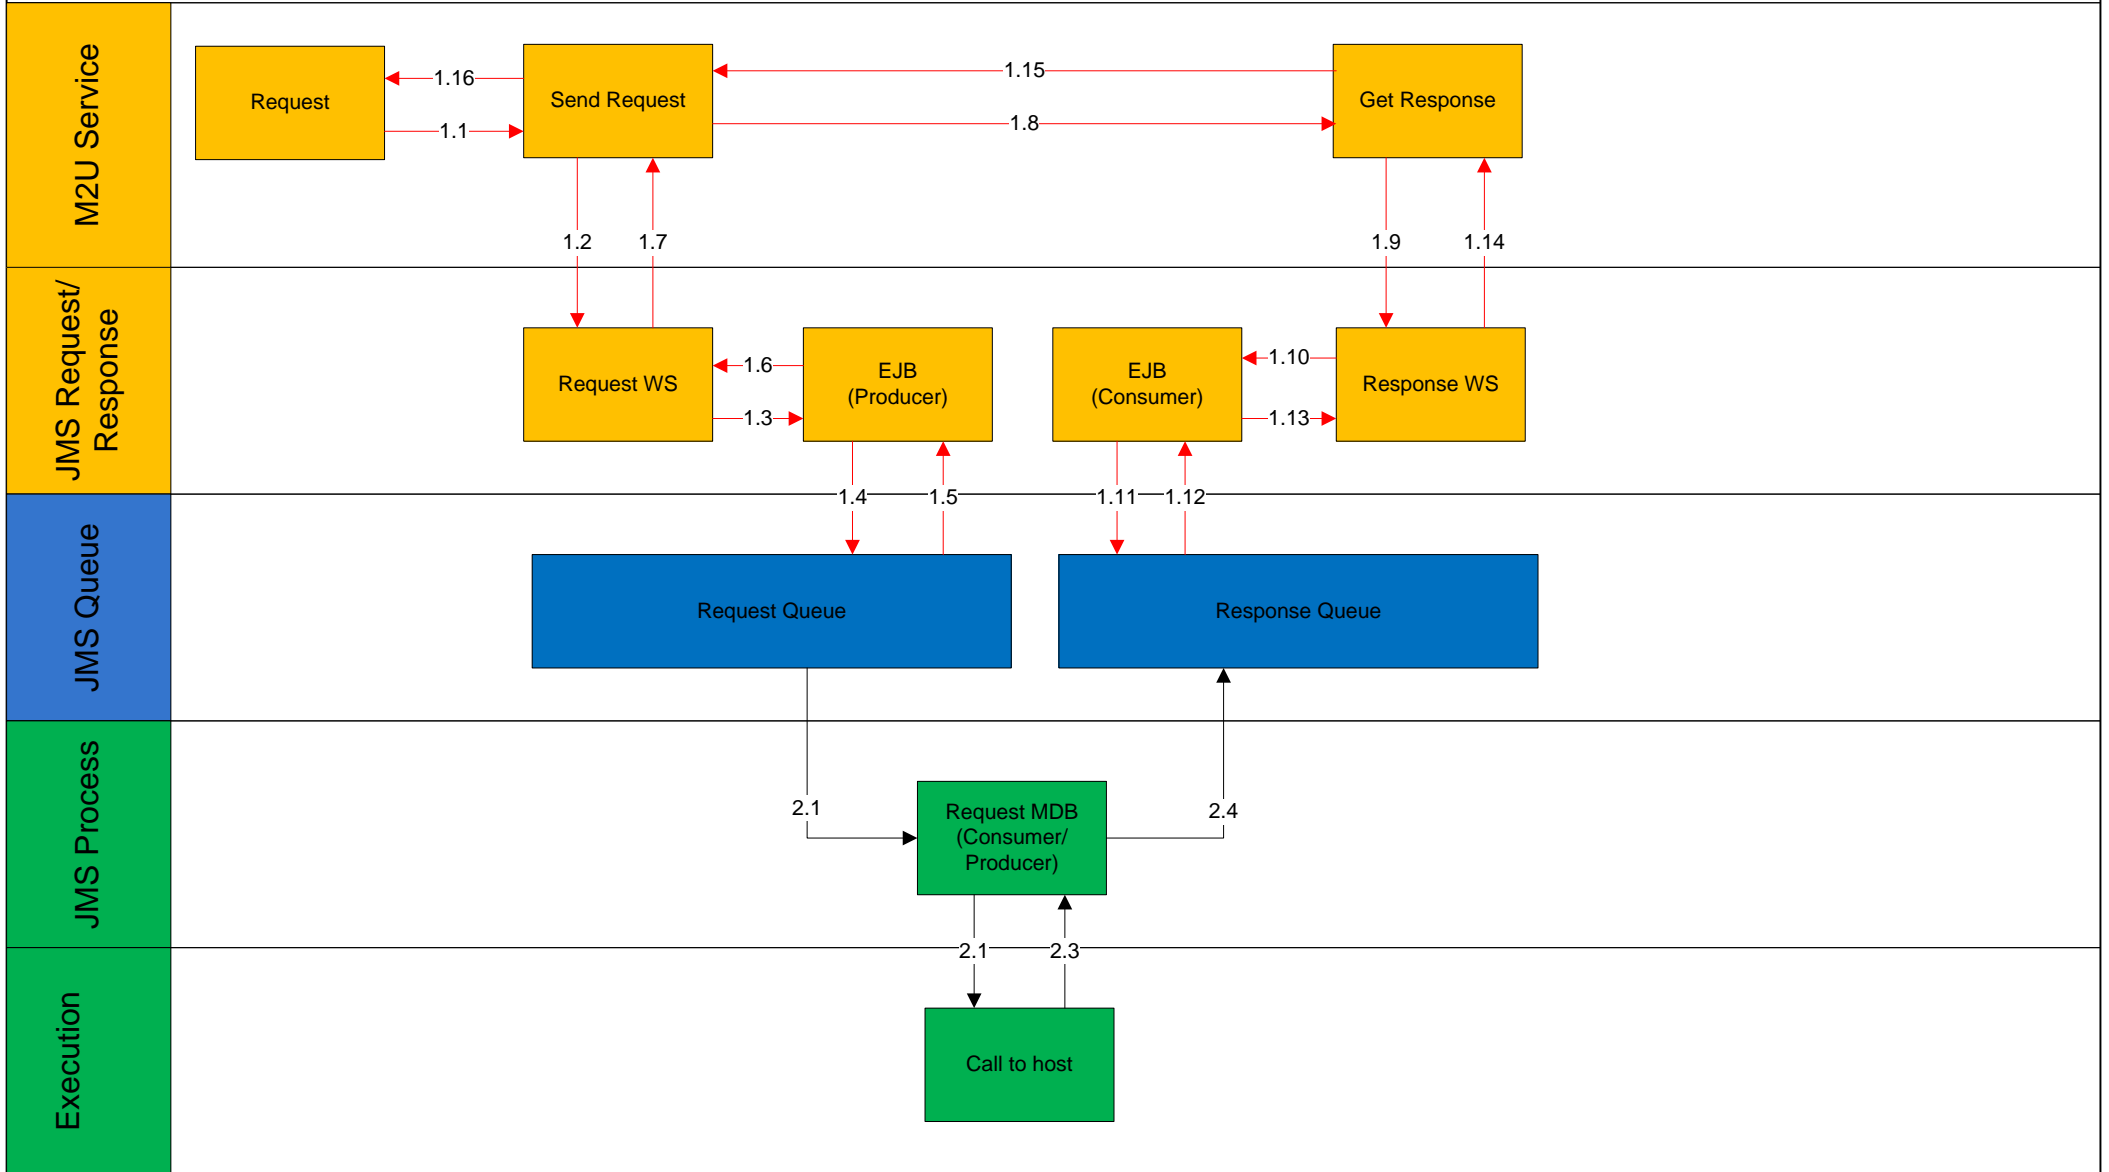 M2U Service
Request
1.16
1.1
Send Request
1.15
1.8
Get Response
1.2
1.7
1.9
1.14
JMS Request/
Response
Request WS
1.6
1.3
EJB
(Producer)
EJB
(Consumer)
1.10
1.13
Response WS
1.4
1.5
1.11
1.12
JMS Queue
Request Queue
Response Queue
JMS Process
2.1
Request MDB
(Consumer/
Producer)
2.4
2.1
2.3
Execution
Call to host